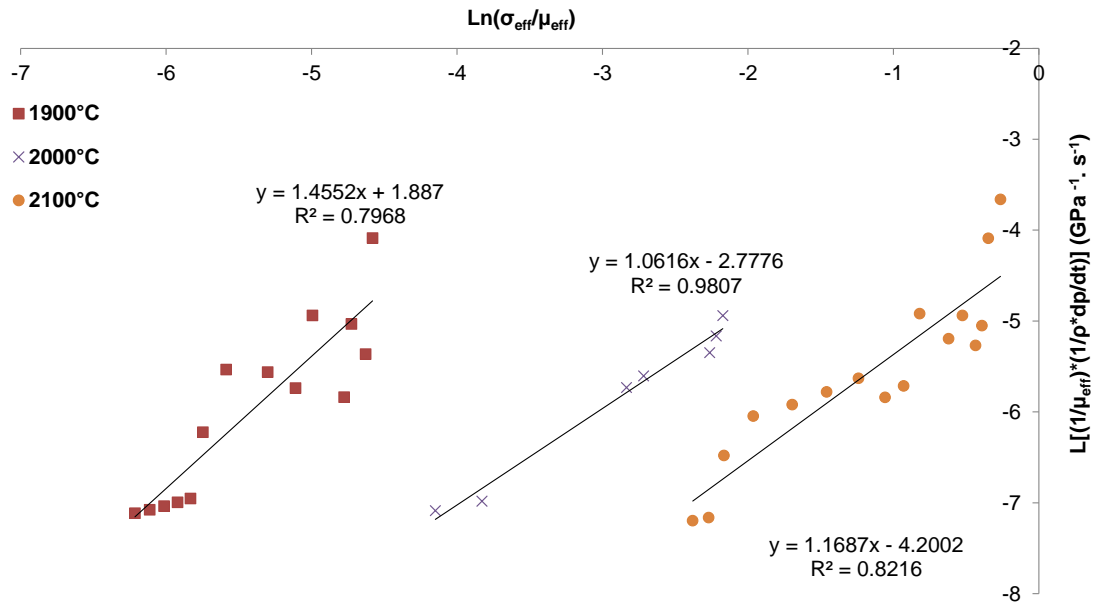 Ln(σeff/μeff)
-7 -6 -5 -4 -3 -2 -1 0
-2
-3
-4
-5
-6
-7
-8
1900°C
2000°C
2100°C
y = 1.4552x + 1.887
R² = 0.7968
y = 1.0616x - 2.7776
R² = 0.9807
y = 1.1687x - 4.2002
R² = 0.8216
L[(1/μeff)*(1/ρ*dp/dt)] (GPa ⁻¹. s⁻¹)